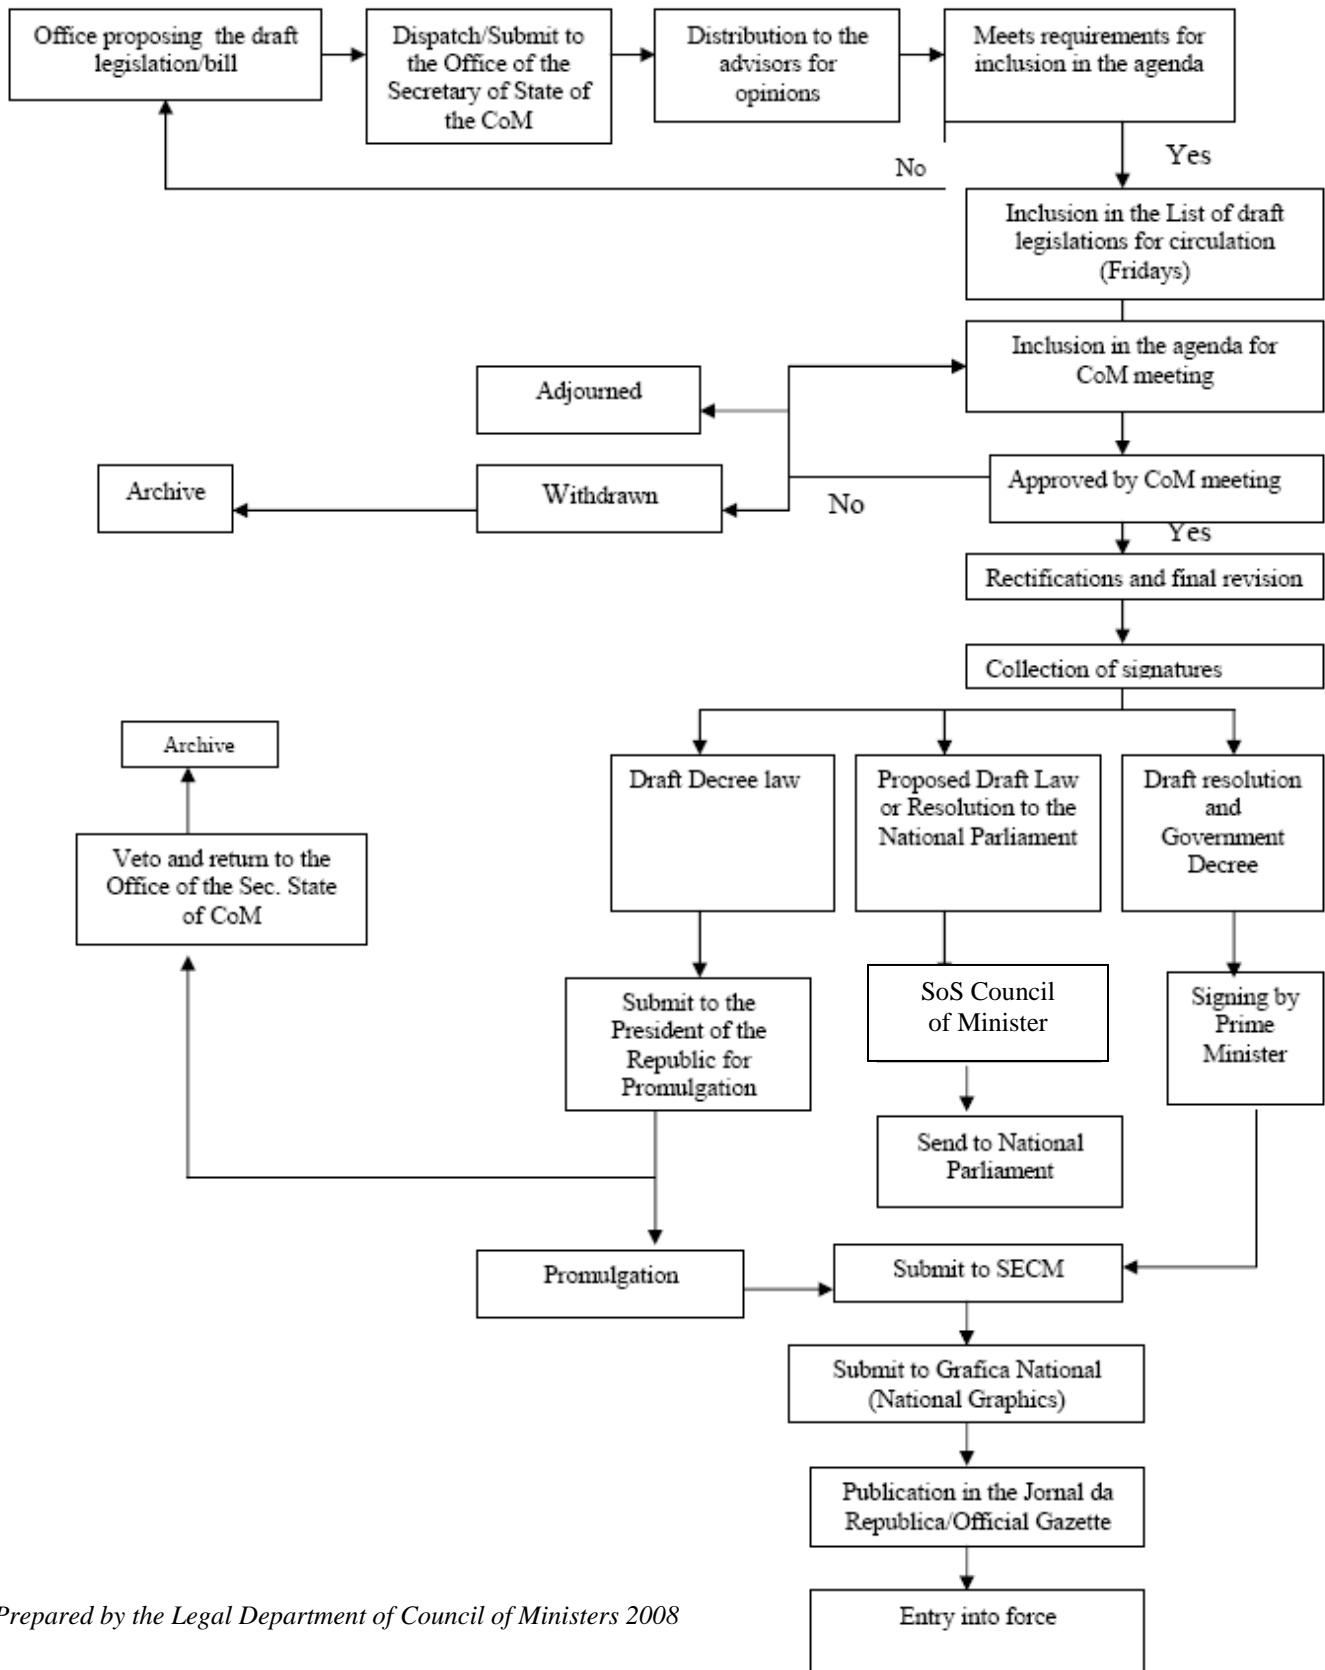 Office proposing the draft
legislation/bill
Dispatch/Submit to
the Office of the
Secretary of State of
the CoM
Distribution to the
advisors for
opinions
Meets requirements for
inclusion in the agenda
No
Yes
Inclusion in the List of draft
legislations for circulation
(Fridays)
Inclusion in the agenda for
CoM meeting
Adjourned
Archive
Withdrawn
No
Approved by CoM meeting
Yes
Rectifications and final revision
Collection of signatures
Archive
Veto and return to the
Office of the Sec. State
of CoM
Draft Decree law
Proposed Draft Law
or Resolution to the
National Parliament
Draft resolution
and
Government
Decree
Submit to the
President of the
Republic for
Promulgation
SoS Council
of Minister
Signing by
Prime
Minister
Send to National
Parliament
Promulgation
Submit to SECM
Submit to Grafica National
(National Graphics)
Publication in the Jornal da
Republica/Official Gazette
Entry into force
Prepared by the Legal Department of Council of Ministers 2008